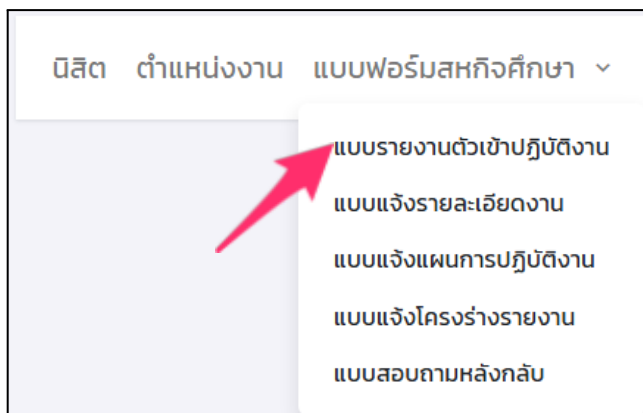 นิสิต ตำแหน่งงาน แบบฟอร์มสหกิจศึกษา
แบบรายงานตัวเข้าปฏิบัติงาน
แบบแจ้งรายละเอียดงาน
แบบแจ้งแผนการปฏิบัติงาน
แบบแจ้งโครงร่างรายงาน
แบบสอบถามหลังกลับ